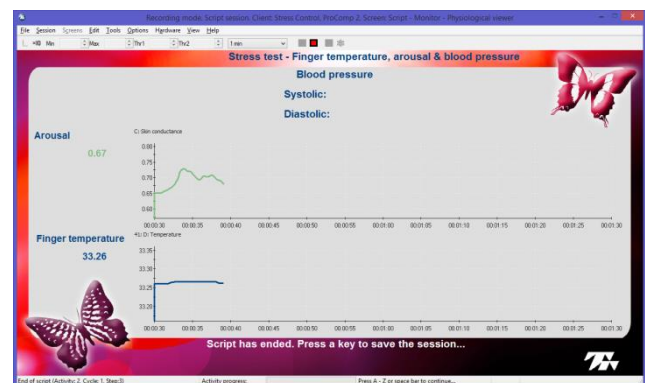 Recording mode. Script session. Client: Stress Control, ProComp 2, Screen: Script - Monitor - Physiological viewer
File Session Screens Edit Tools Options Hardware View Help
Min Max Thr1 Thr2 1 min
Stress test - Finger temperature, arousal & blood pressure
Blood pressure
Systolic:
Diastolic:
Arousal
0.67
C: Skin conductance
0.80
0.75
0.70
0.65
0.60
00:00:30 00:00:35 00:00:40 00:00:45 00:00:50 00:00:55 00:01:00 00:01:05 00:01:10 00:01:15 00:01:20 00:01:25 00:01:30
Finger temperature
33.26
D: Temperature
33.35
33.30
33.25
33.20
00:00:30 00:00:35 00:00:40 00:00:45 00:00:50 00:00:55 00:01:00 00:01:05 00:01:10 00:01:15 00:01:20 00:01:25 00:01:30
Script has ended. Press a key to save the session...
End of script (Activity: 2, Cycle: 1, Step:3) Activity progress: Press A - Z or space bar to continue...